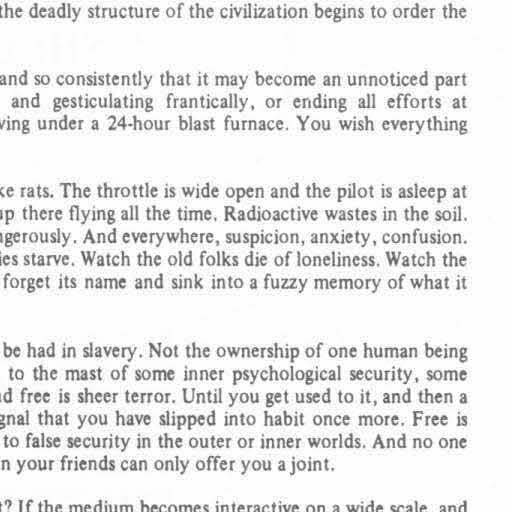 the deadly structure of the civilization begins to order the
and so consistently that it may become an unnoticed part
and gesticulating frantically, or ending all efforts at
ving under a 24-hour blast furnace. You wish everything
ke rats. The throttle is wide open and the pilot is asleep at
up there flying all the time. Radioactive wastes in the soil.
ngerously. And everywhere, suspicion, anxiety, confusion.
ies starve. Watch the old folks die of loneliness. Watch the
forget its name and sink into a fuzzy memory of what it
be had in slavery. Not the ownership of one human being
to the mast of some inner psychological security, some
d free is sheer terror. Until you get used to it, and then a
gnal that you have slipped into habit once more. Free is
to false security in the outer or inner worlds. And no one
n your friends can only offer you a joint.
t? If the medium becomes interactive on a wide scale, and